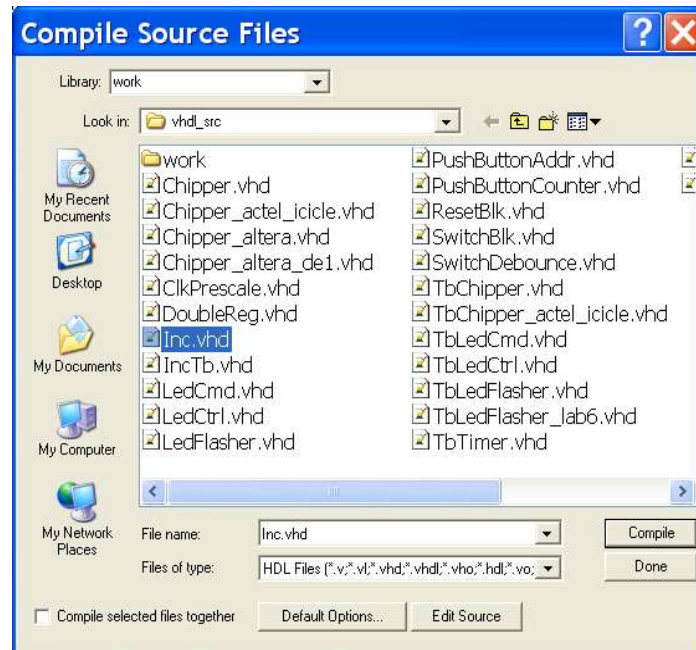 Compile Source Files
Library: work
Look in: vhdl_src
My Recent
Documents
Desktop
My Documents
My Computer
My Network
Places
work
Chipper.vhd
Chipper_actel_icicle.vhd
Chipper_altera.vhd
Chipper_altera_de1.vhd
ClkPrescale.vhd
DoubleReg.vhd
Inc.vhd
IncTb.vhd
LedCmd.vhd
LedCtrl.vhd
LedFlasher.vhd
PushButtonAddr.vhd
PushButtonCounter.vhd
ResetBlk.vhd
SwitchBlk.vhd
SwitchDebounce.vhd
TbChipper.vhd
TbChipper_actel_icicle.vhd
TbLedCmd.vhd
TbLedCtrl.vhd
TbLedFlasher.vhd
TbLedFlasher_lab6.vhd
TbTimer.vhd
File name: Inc.vhd
Compile
Files of type: HDL Files (*.v;*.vl;*.vhd;*.vhdl;*.vho;*.hdl;*.vo;
Done
Compile selected files together
Default Options...
Edit Source